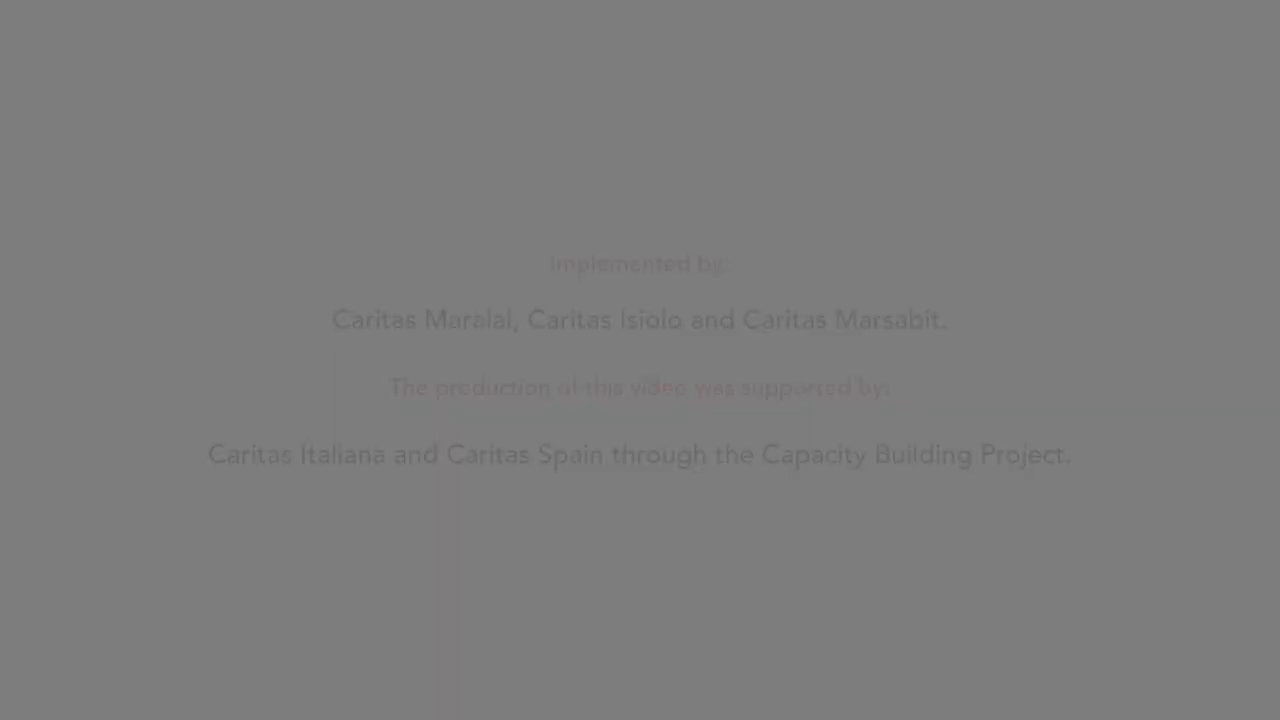 Implemented by:
Caritas Maralal, Caritas Isiolo and Caritas Marsabit.
The production of this video was supported by:
Caritas Italiana and Caritas Spain through the Capacity Building Project.